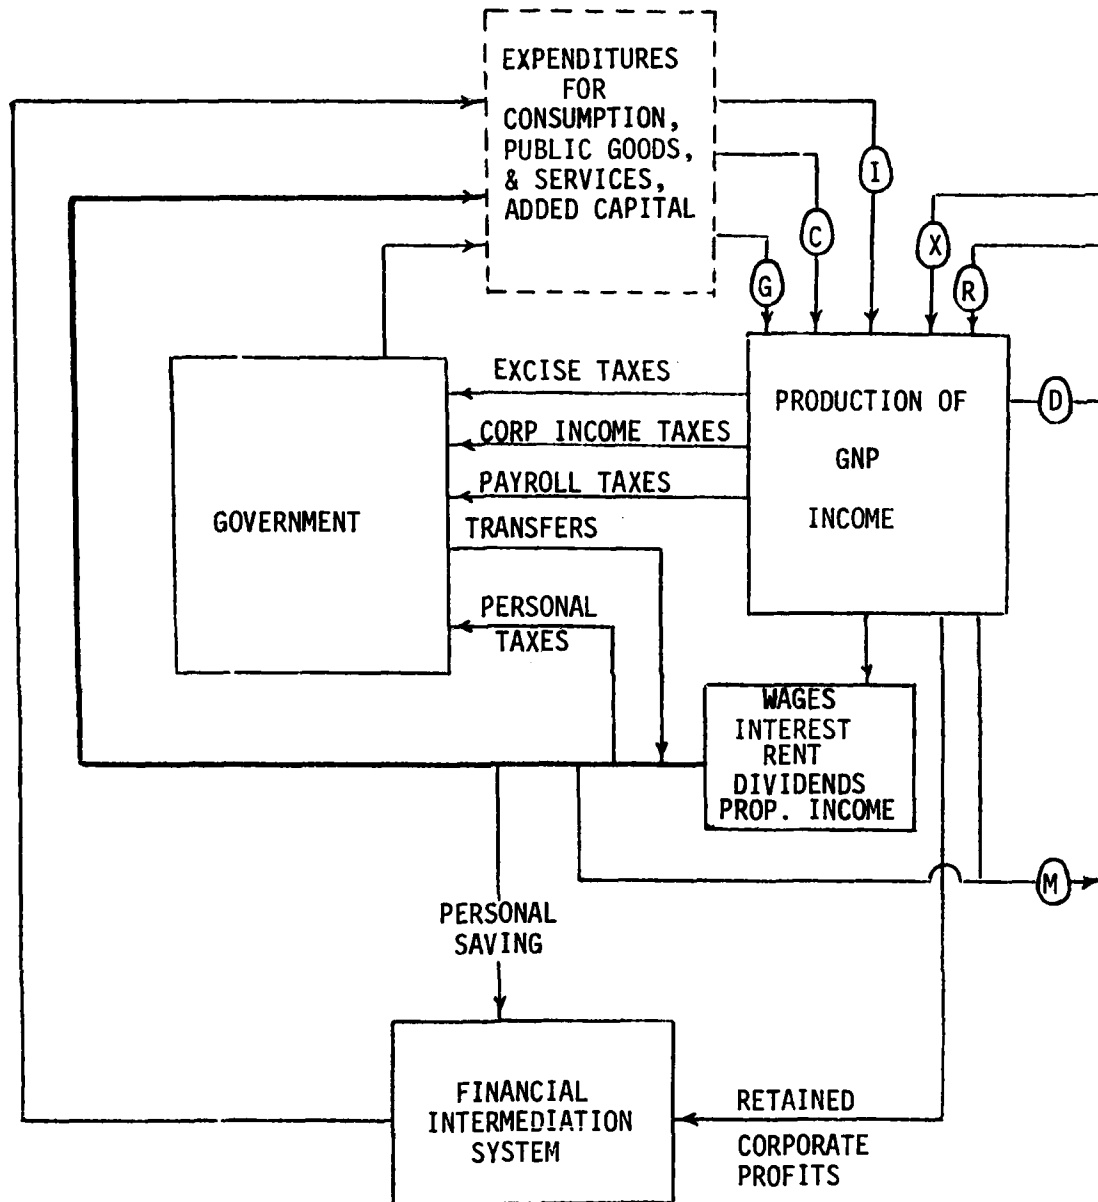 EXPENDITURES
FOR
CONSUMPTION,
PUBLIC GOODS,
& SERVICES,
ADDED CAPITAL
I
C
G
X
R
EXCISE TAXES
CORP INCOME TAXES
PAYROLL TAXES
TRANSFERS
PERSONAL
TAXES
GOVERNMENT
PRODUCTION OF
GNP
INCOME
D
WAGES
INTEREST
RENT
DIVIDENDS
PROP. INCOME
M
PERSONAL
SAVING
FINANCIAL
INTERMEDIATION
SYSTEM
RETAINED
CORPORATE
PROFITS